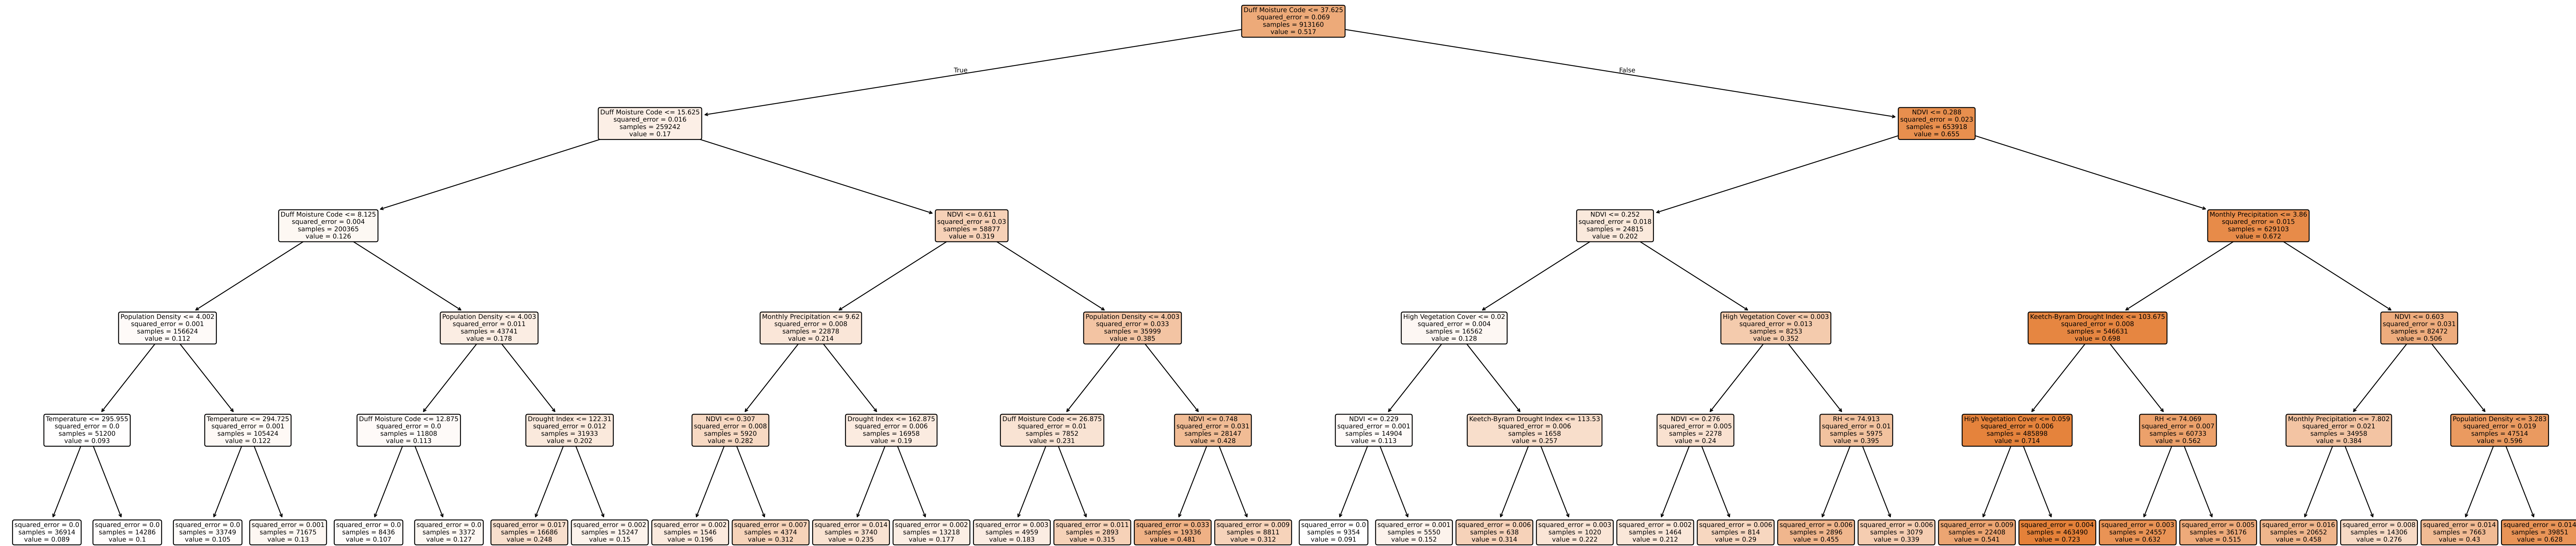 Duff Moisture Code <= 37.625
squared_error = 0.069
samples = 913160
value = 0.517
True
False
Duff Moisture Code <= 15.625
squared_error = 0.016
samples = 259242
value = 0.17
NDVI <= 0.288
squared_error = 0.023
samples = 653918
value = 0.655
Duff Moisture Code <= 8.125
squared_error = 0.004
samples = 200365
value = 0.126
NDVI <= 0.611
squared_error = 0.03
samples = 58877
value = 0.319
NDVI <= 0.252
squared_error = 0.018
samples = 24815
value = 0.202
Monthly Precipitation <= 3.86
squared_error = 0.015
samples = 629103
value = 0.672
Population Density <= 4.002
squared_error = 0.001
samples = 156624
value = 0.112
Population Density <= 4.003
squared_error = 0.011
samples = 43741
value = 0.178
Monthly Precipitation <= 9.62
squared_error = 0.008
samples = 22878
value = 0.214
Population Density <= 4.003
squared_error = 0.033
samples = 35999
value = 0.385
High Vegetation Cover <= 0.02
squared_error = 0.004
samples = 16562
value = 0.128
High Vegetation Cover <= 0.003
squared_error = 0.013
samples = 8253
value = 0.352
Keetch-Byram Drought Index <= 103.675
squared_error = 0.008
samples = 546631
value = 0.698
NDVI <= 0.603
squared_error = 0.031
samples = 82472
value = 0.506
Temperature <= 295.955
squared_error = 0.0
samples = 51200
value = 0.093
Temperature <= 294.725
squared_error = 0.001
samples = 105424
value = 0.122
Duff Moisture Code <= 12.875
squared_error = 0.0
samples = 11808
value = 0.113
Drought Index <= 122.31
squared_error = 0.012
samples = 31933
value = 0.202
NDVI <= 0.307
squared_error = 0.008
samples = 5920
value = 0.282
Drought Index <= 162.875
squared_error = 0.006
samples = 16958
value = 0.19
Duff Moisture Code <= 26.875
squared_error = 0.01
samples = 7852
value = 0.231
NDVI <= 0.748
squared_error = 0.031
samples = 28147
value = 0.428
NDVI <= 0.229
squared_error = 0.001
samples = 14904
value = 0.113
Keetch-Byram Drought Index <= 113.53
squared_error = 0.006
samples = 1658
value = 0.257
NDVI <= 0.276
squared_error = 0.005
samples = 2278
value = 0.24
RH <= 74.913
squared_error = 0.01
samples = 5975
value = 0.395
High Vegetation Cover <= 0.059
squared_error = 0.006
samples = 485898
value = 0.714
RH <= 74.069
squared_error = 0.007
samples = 60733
value = 0.562
Monthly Precipitation <= 7.802
squared_error = 0.021
samples = 34958
value = 0.384
Population Density <= 3.283
squared_error = 0.019
samples = 47514
value = 0.596
squared_error = 0.0
samples = 36914
value = 0.089
squared_error = 0.0
samples = 14286
value = 0.1
squared_error = 0.0
samples = 33749
value = 0.105
squared_error = 0.001
samples = 71675
value = 0.13
squared_error = 0.0
samples = 8436
value = 0.107
squared_error = 0.0
samples = 3372
value = 0.127
squared_error = 0.017
samples = 16686
value = 0.248
squared_error = 0.002
samples = 15247
value = 0.15
squared_error = 0.002
samples = 1546
value = 0.196
squared_error = 0.007
samples = 4374
value = 0.312
squared_error = 0.014
samples = 3740
value = 0.235
squared_error = 0.002
samples = 13218
value = 0.177
squared_error = 0.003
samples = 4959
value = 0.183
squared_error = 0.011
samples = 2893
value = 0.315
squared_error = 0.033
samples = 19336
value = 0.481
squared_error = 0.009
samples = 8811
value = 0.312
squared_error = 0.0
samples = 9354
value = 0.091
squared_error = 0.001
samples = 5550
value = 0.152
squared_error = 0.006
samples = 638
value = 0.314
squared_error = 0.003
samples = 1020
value = 0.222
squared_error = 0.002
samples = 1464
value = 0.212
squared_error = 0.006
samples = 814
value = 0.29
squared_error = 0.006
samples = 2896
value = 0.455
squared_error = 0.006
samples = 3079
value = 0.339
squared_error = 0.009
samples = 22408
value = 0.541
squared_error = 0.004
samples = 463490
value = 0.723
squared_error = 0.003
samples = 24557
value = 0.632
squared_error = 0.005
samples = 36176
value = 0.515
squared_error = 0.016
samples = 20652
value = 0.458
squared_error = 0.008
samples = 14306
value = 0.276
squared_error = 0.014
samples = 7663
value = 0.43
squared_error = 0.014
samples = 39851
value = 0.628